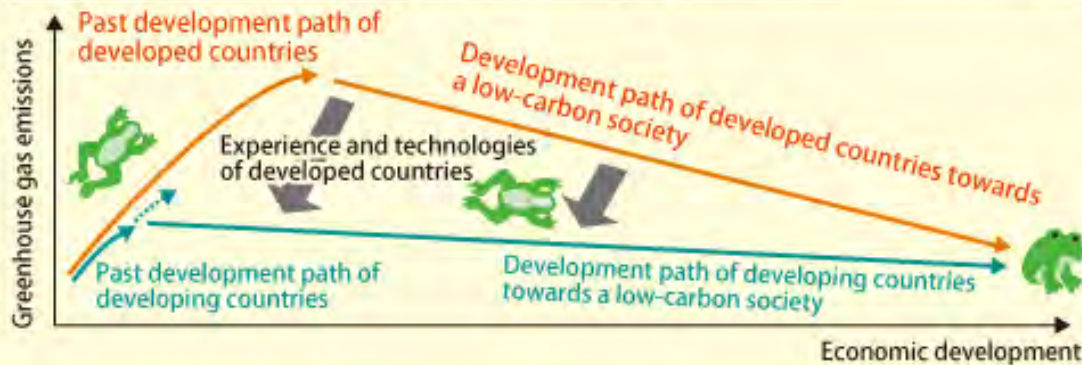 Past development path of
developed countries
Development path of developed countries towards
a low-carbon society
Greenhouse gas emissions
Experience and technologies
of developed countries
Past development path of
developing countries
Development path of developing countries
towards a low-carbon society
Economic development